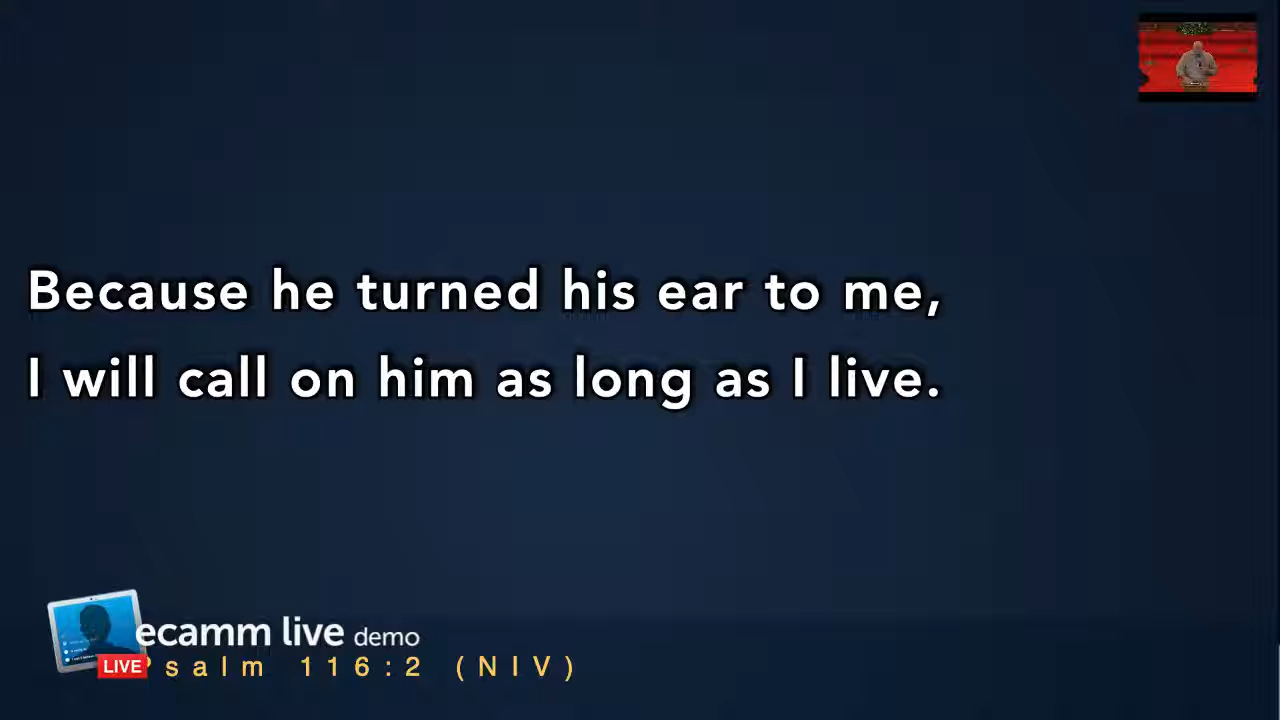 Because he turned his ear to me,
I will call on him as long as I live.
ecamm live demo
LIVE
Psalm 116:2 (NIV)